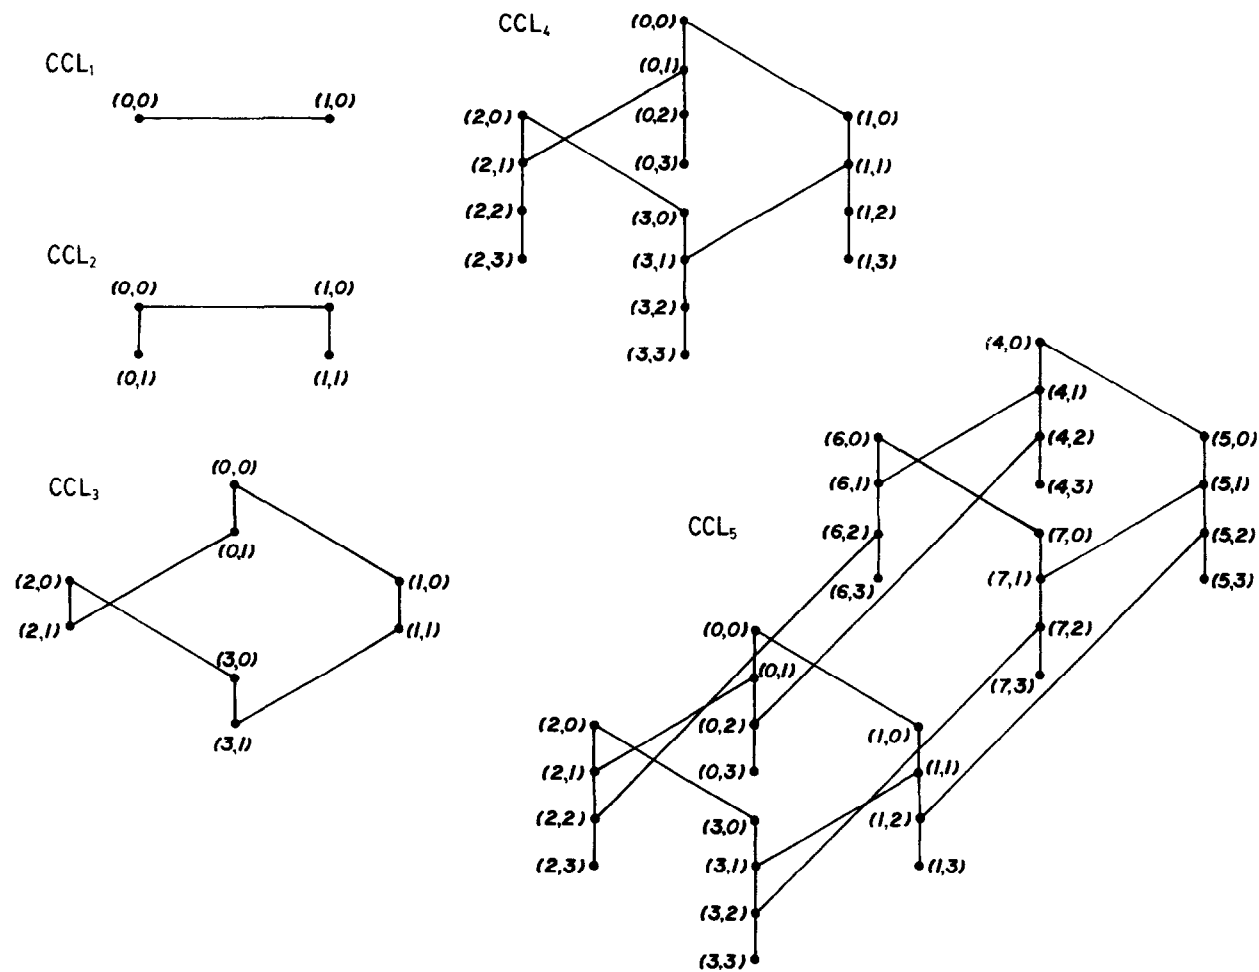 CCL₁
(0,0) (1,0)
CCL₂
(0,0) (1,0)
(0,1) (1,1)
CCL₃
(0,0)
(0,1)
(2,0) (1,0)
(2,1) (1,1)
(3,0)
(3,1)
CCL₄
(0,0)
(0,1)
(2,0) (0,2) (1,0)
(2,1) (0,3) (1,1)
(2,2) (3,0) (1,2)
(2,3) (3,1) (1,3)
(3,2)
(3,3)
CCL₅
(4,0)
(4,1)
(6,0) (4,2) (5,0)
(6,1) (4,3) (5,1)
(6,2) (7,0) (5,2)
(6,3) (7,1) (5,3)
(7,2)
(7,3)
(0,0)
(0,1)
(2,0) (0,2) (1,0)
(2,1) (0,3) (1,1)
(2,2) (3,0) (1,2)
(2,3) (3,1) (1,3)
(3,2)
(3,3)